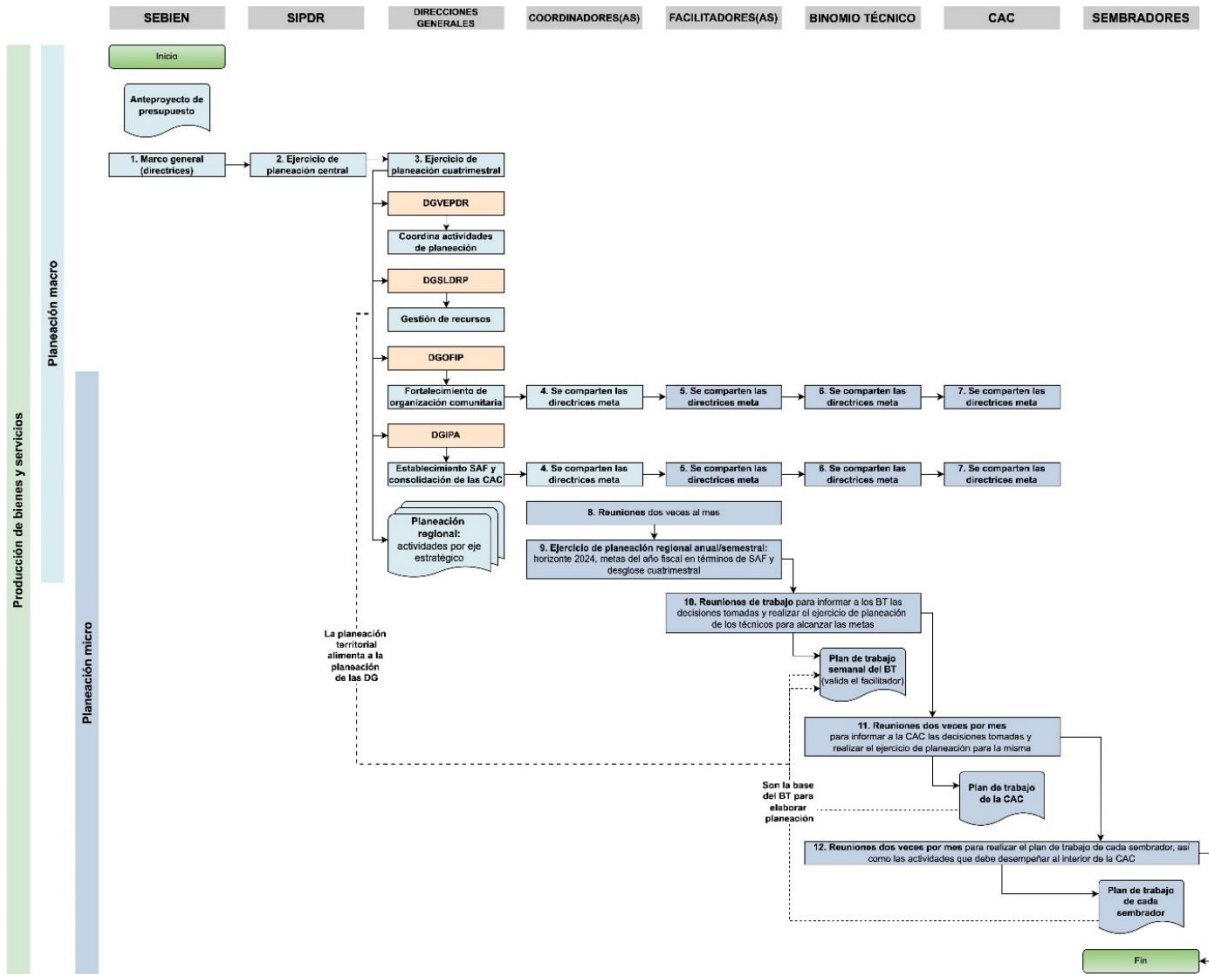 SEBIEN
SIPDR
DIRECCIONES
GENERALES
COORDINADORES(AS)
FACILITADORES(AS)
BINOMIO TÉCNICO
CAC
SEMBRADORES
Producción de bienes y servicios
Planeación macro
Planeación micro
Inicio
Anteproyecto de
presupuesto
1. Marco general
(directrices)
2. Ejercicio de
planeación central
3. Ejercicio de
planeación cuatrimestral
DGVEPDR
Coordina actividades
de planeación
DGSLDRP
Gestión de recursos
DGOFIP
Fortalecimiento de
organización comunitaria
4. Se comparten las
directrices meta
5. Se comparten las
directrices meta
6. Se comparten las
directrices meta
7. Se comparten las
directrices meta
DGIPA
Establecimiento SAF y
consolidación de las CAC
4. Se comparten las
directrices meta
5. Se comparten las
directrices meta
6. Se comparten las
directrices meta
7. Se comparten las
directrices meta
Planeación
regional:
actividades por eje
estratégico
8. Reuniones dos veces al mes
9. Ejercicio de planeación regional anual/semestral:
horizonte 2024, metas del año fiscal en términos de SAF y
desglose cuatrimestral
10. Reuniones de trabajo para informar a los BT las
decisiones tomadas y realizar el ejercicio de planeación
de los técnicos para alcanzar las metas
La planeación
territorial
alimenta a la
planeación
de las DG
Plan de trabajo
semanal del BT
(valida el facilitador)
11. Reuniones dos veces por mes
para informar a la CAC las decisiones tomadas y
realizar el ejercicio de planeación para la misma
Son la base
del BT para
elaborar
planeación
Plan de trabajo
de la CAC
12. Reuniones dos veces por mes para realizar el plan de trabajo de cada sembrador, así
como las actividades que debe desempeñar al interior de la CAC
Plan de trabajo
de cada
sembrador
Fin